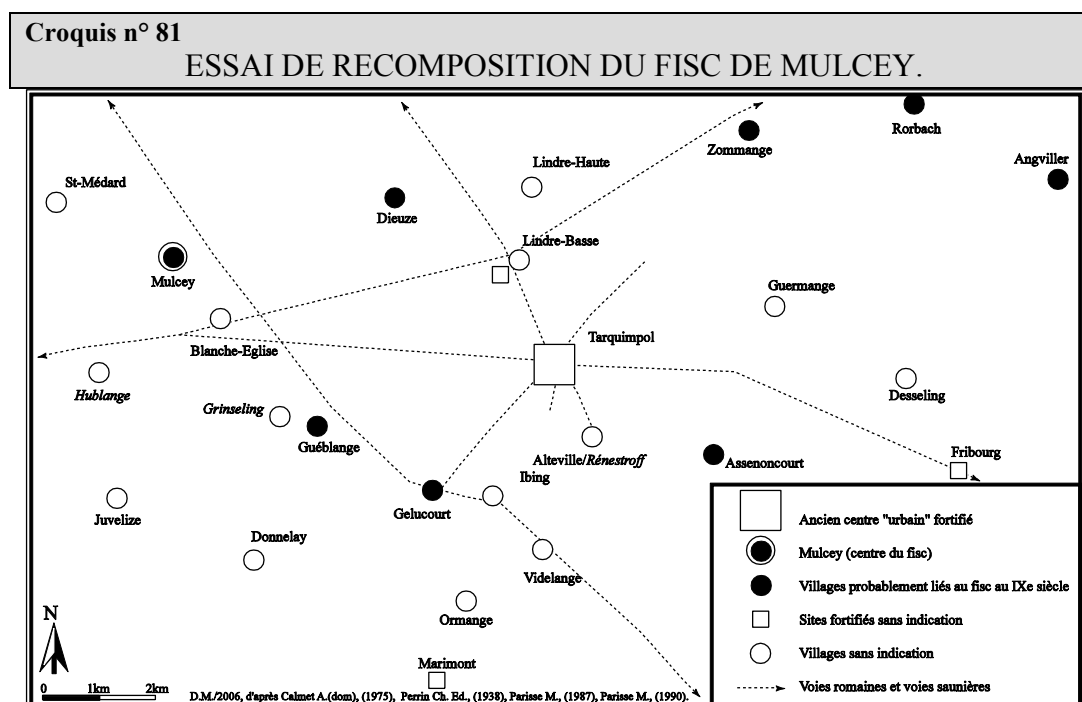 Croquis n° 81
ESSAI DE RECOMPOSITION DU FISC DE MULCEY.
Rorbach
Zommange
Angviller
Lindre-Haute
St-Médard
Dieuze
Lindre-Basse
Mulcey
Guermange
Tarquimpol
Blanche-Eglise
Hublange
Desseling
Grinseling
Guéblange
Alteville/Rénestroff
Assenoncourt
Fribourg
Ibing
Gelucourt
Juvelize
Donnelay
Videlange
Ormange
Marimont
Ancien centre "urbain" fortifié
Mulcey (centre du fisc)
Villages probablement liés au fisc au IXe siècle
Sites fortifiés sans indication
Villages sans indication
Voies romaines et voies saunières
N
0 1km 2km
D.M./2006, d'après Calmet A.(dom), (1975), Perrin Ch. Ed., (1938), Parisse M., (1987), Parisse M., (1990).